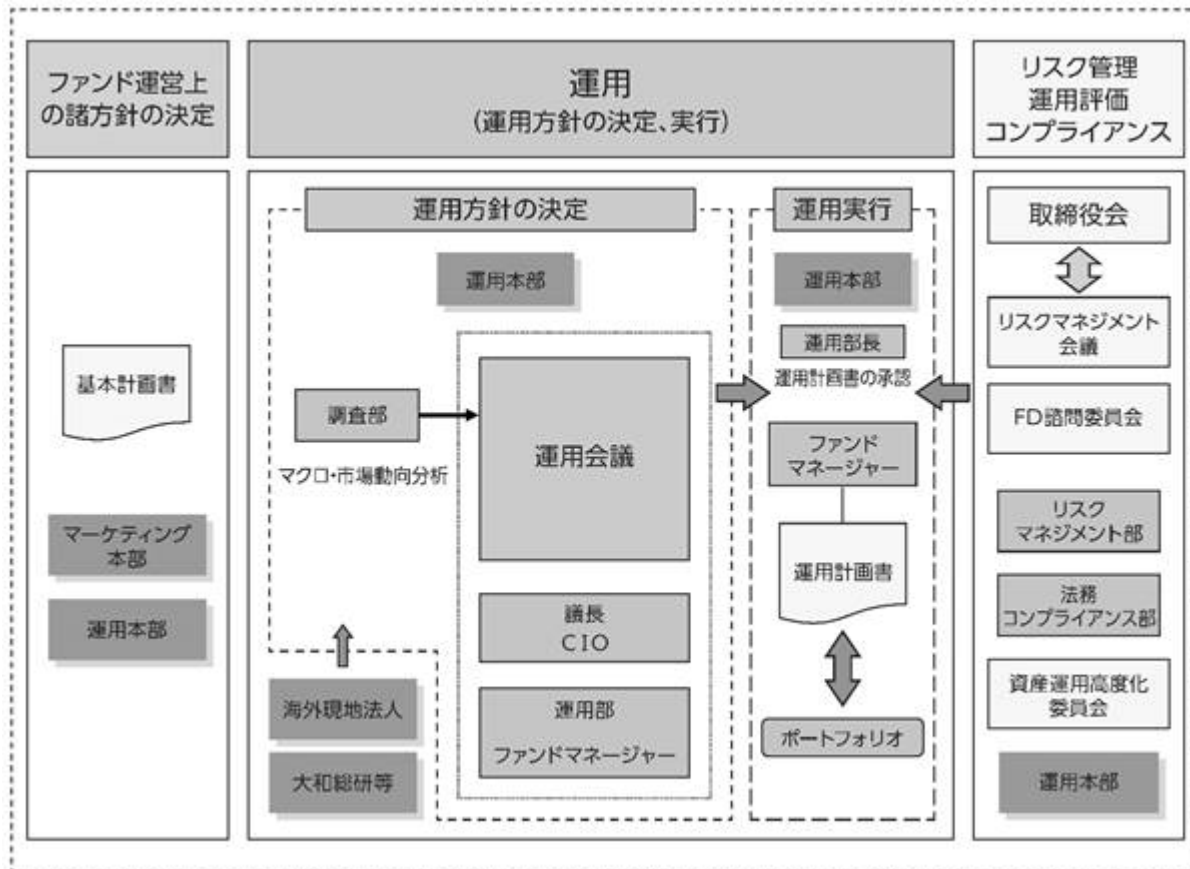 ファンド運営上
の諸方針の決定
運用
(運用方針の決定、実行)
リスク管理
運用評価
コンプライアンス
基本計画書
マーケティング
本部
運用本部
運用方針の決定
運用本部
調査部
マクロ・市場動向分析
運用会議
議長
CIO
運用部
ファンドマネージャー
海外現地法人
大和総研等
運用実行
運用本部
運用部長
運用計画書の承認
ファンド
マネージャー
運用計画書
ポートフォリオ
取締役会
リスクマネジメント
会議
FD諮問委員会
リスク
マネジメント部
法務
コンプライアンス部
資産運用高度化
委員会
運用本部